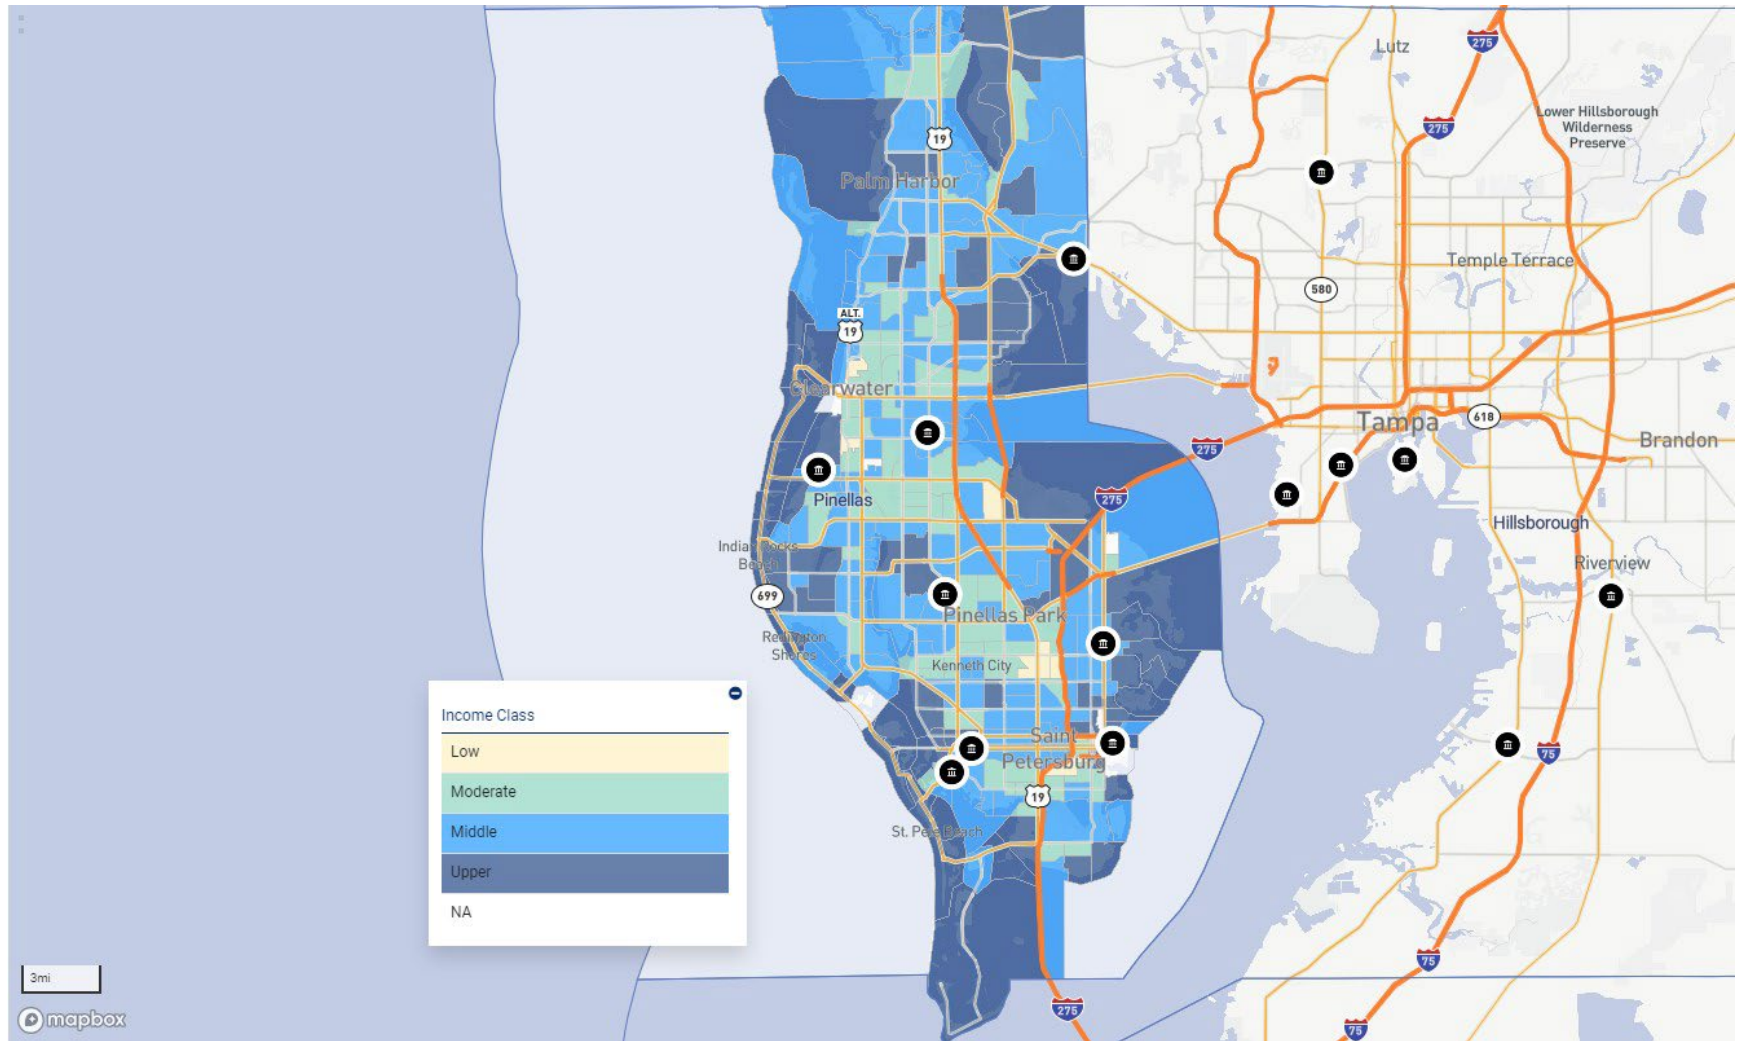 275
Lutz
275
Lower Hillsborough
Wilderness
Preserve
19
Palm Harbor
Temple Terrace
580
ALT.
19
Clearwater
Tampa
618
Brandon
275
Pinellas
275
Hillsborough
Indian Rocks
Beach
Riverview
699
Pinellas Park
Redington
Shores
Kenneth City
Income Class
Low
Moderate
Middle
Upper
NA
Saint
Petersburg
75
19
St. Pete Beach
75
3mi
275
75
mapbox